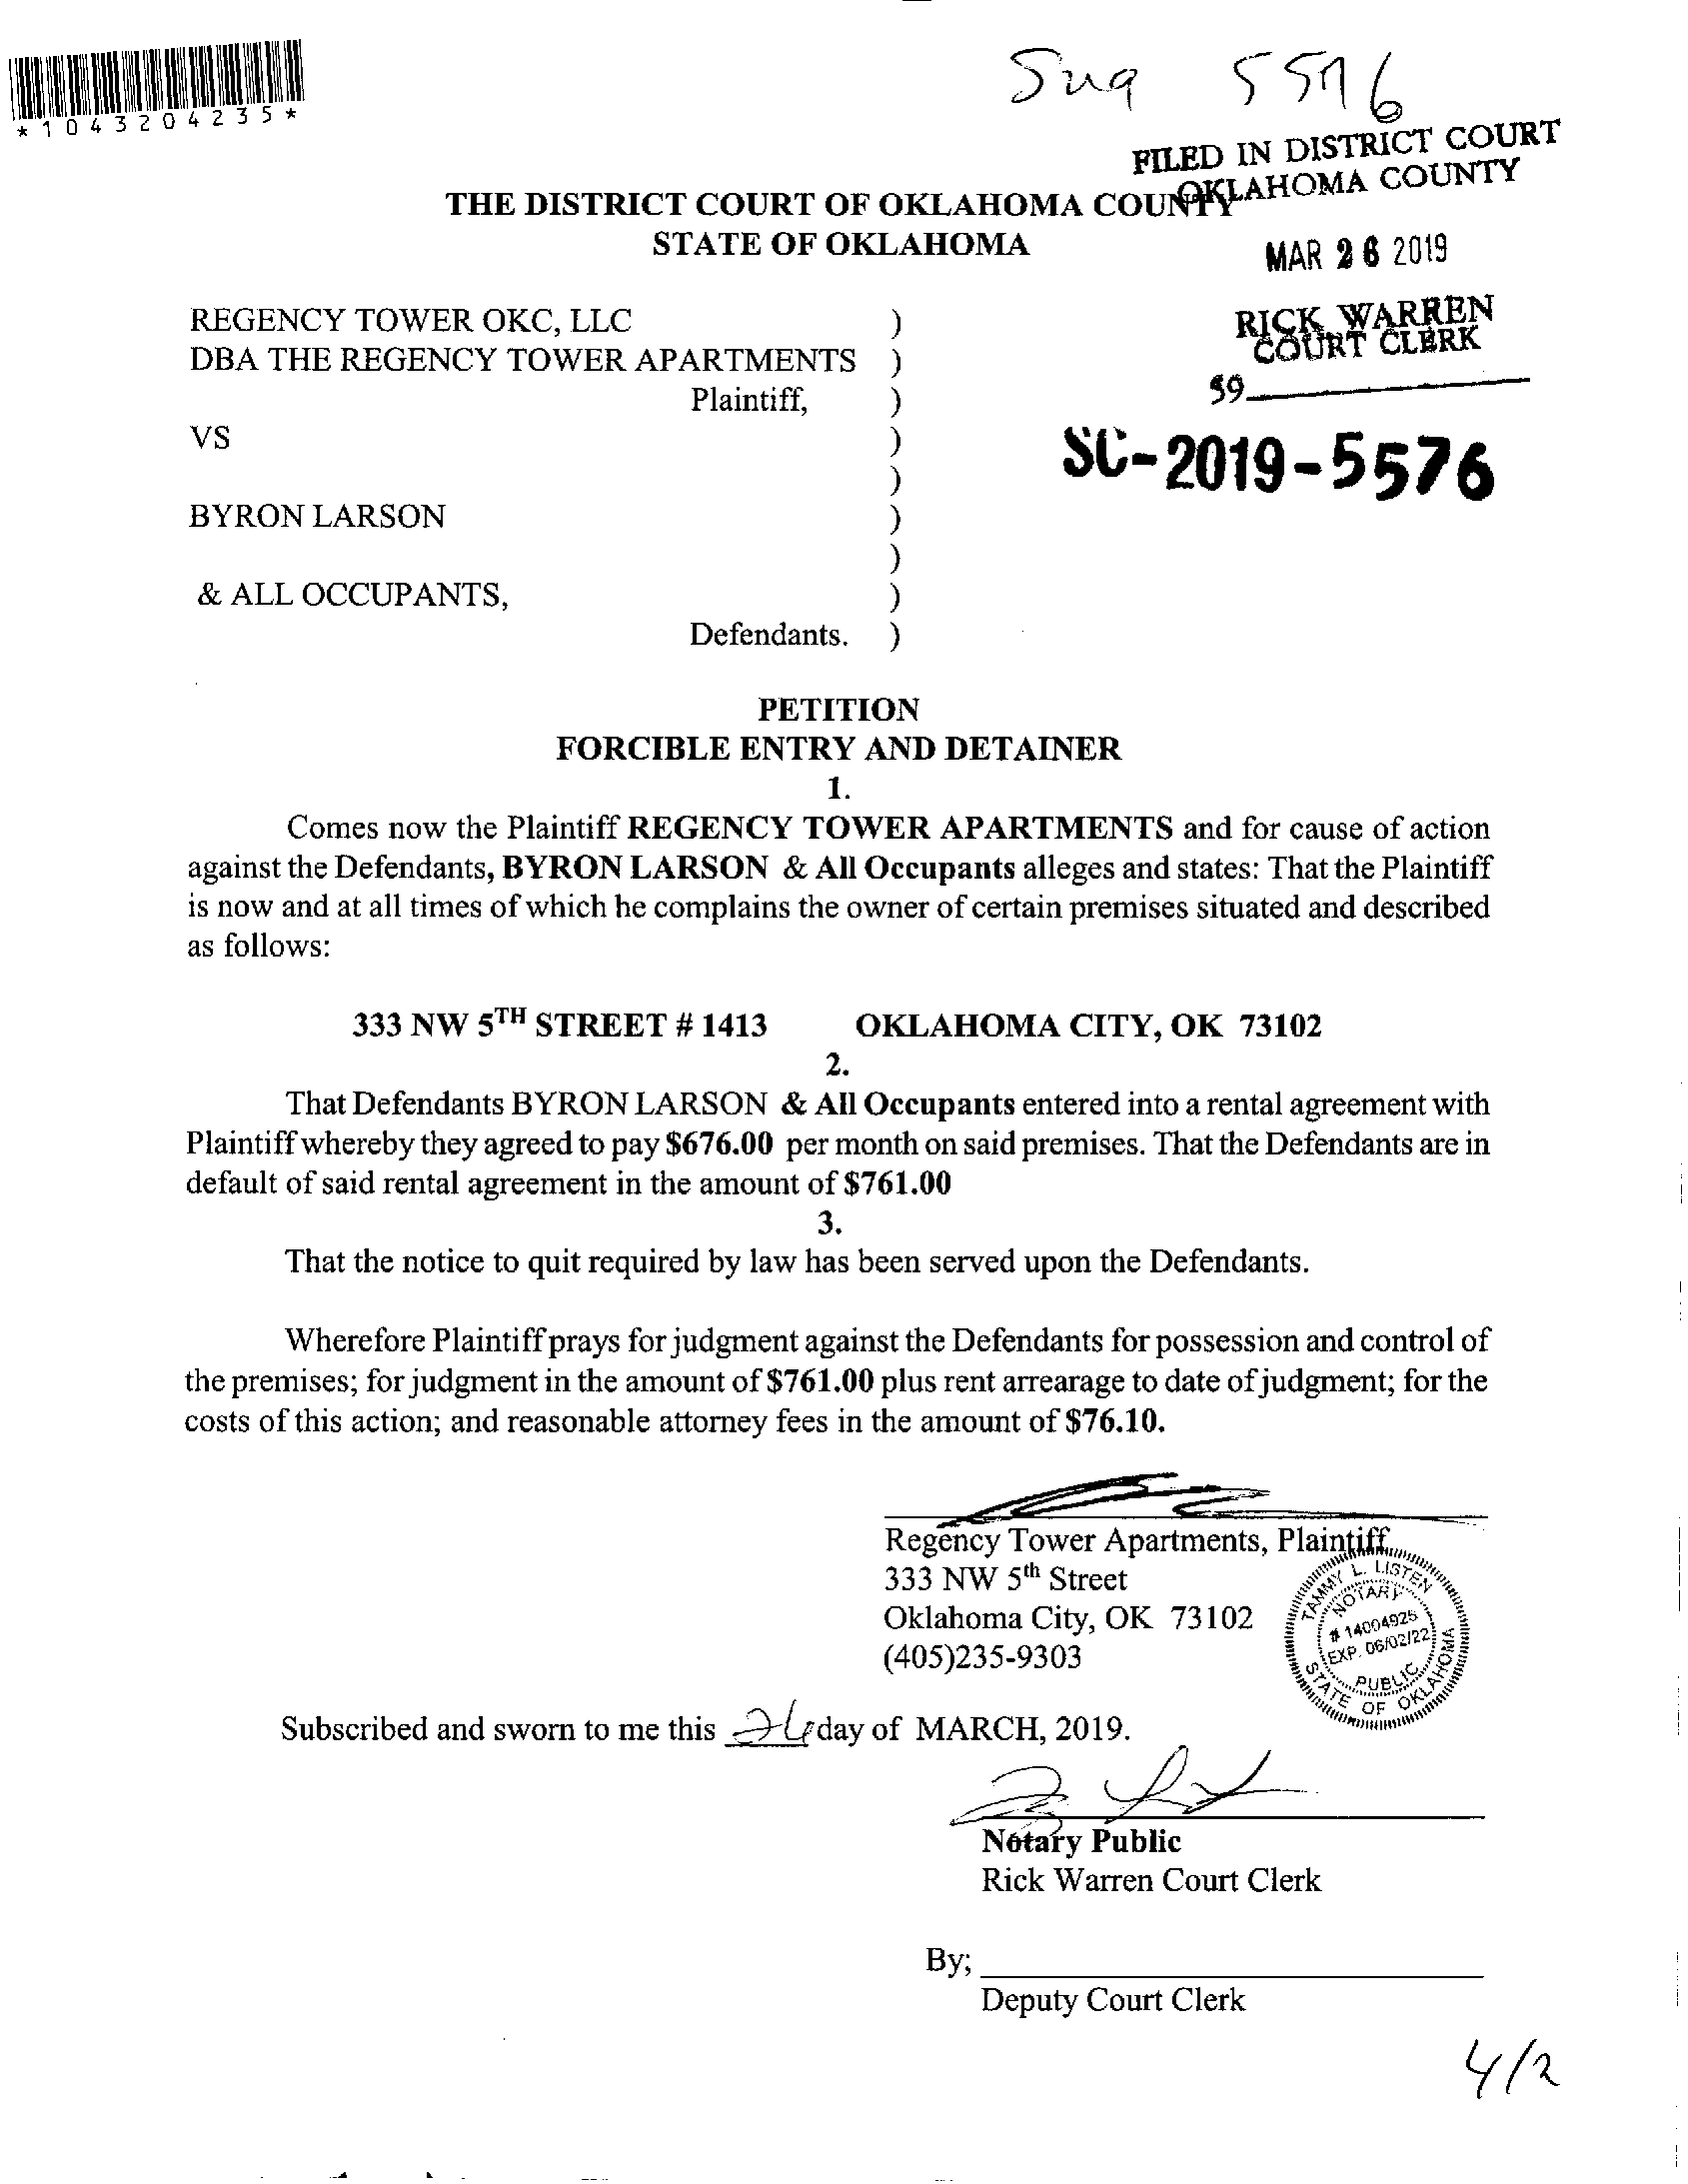 *1043204235*
5576
FILED IN DISTRICT COURT
OKLAHOMA COUNTY
THE DISTRICT COURT OF OKLAHOMA COUNTY
STATE OF OKLAHOMA
MAR 26 2019
RICK WARREN
COURT CLERK
59
SC-2019-5576
REGENCY TOWER OKC, LLC )
DBA THE REGENCY TOWER APARTMENTS )
Plaintiff, )
VS )
)
BYRON LARSON )
)
& ALL OCCUPANTS, )
Defendants. )
PETITION
FORCIBLE ENTRY AND DETAINER
1.
Comes now the Plaintiff REGENCY TOWER APARTMENTS and for cause of action
against the Defendants, BYRON LARSON & All Occupants alleges and states: That the Plaintiff
is now and at all times of which he complains the owner of certain premises situated and described
as follows:
333 NW 5TH STREET # 1413 OKLAHOMA CITY, OK 73102
2.
That Defendants BYRON LARSON & All Occupants entered into a rental agreement with
Plaintiff whereby they agreed to pay $676.00 per month on said premises. That the Defendants are in
default of said rental agreement in the amount of $761.00
3.
That the notice to quit required by law has been served upon the Defendants.
Wherefore Plaintiff prays for judgment against the Defendants for possession and control of
the premises; for judgment in the amount of $761.00 plus rent arrearage to date of judgment; for the
costs of this action; and reasonable attorney fees in the amount of $76.10.
Regency Tower Apartments, Plaintiff
333 NW 5th Street
Oklahoma City, OK 73102
(405)235-9303
TAMMY L. LISTEN
NOTARY
# 14004925
EXP. 06/02/22
PUBLIC
STATE OF OKLAHOMA
Subscribed and sworn to me this 26 day of MARCH, 2019.
Notary Public
Rick Warren Court Clerk
By;
Deputy Court Clerk
4/2